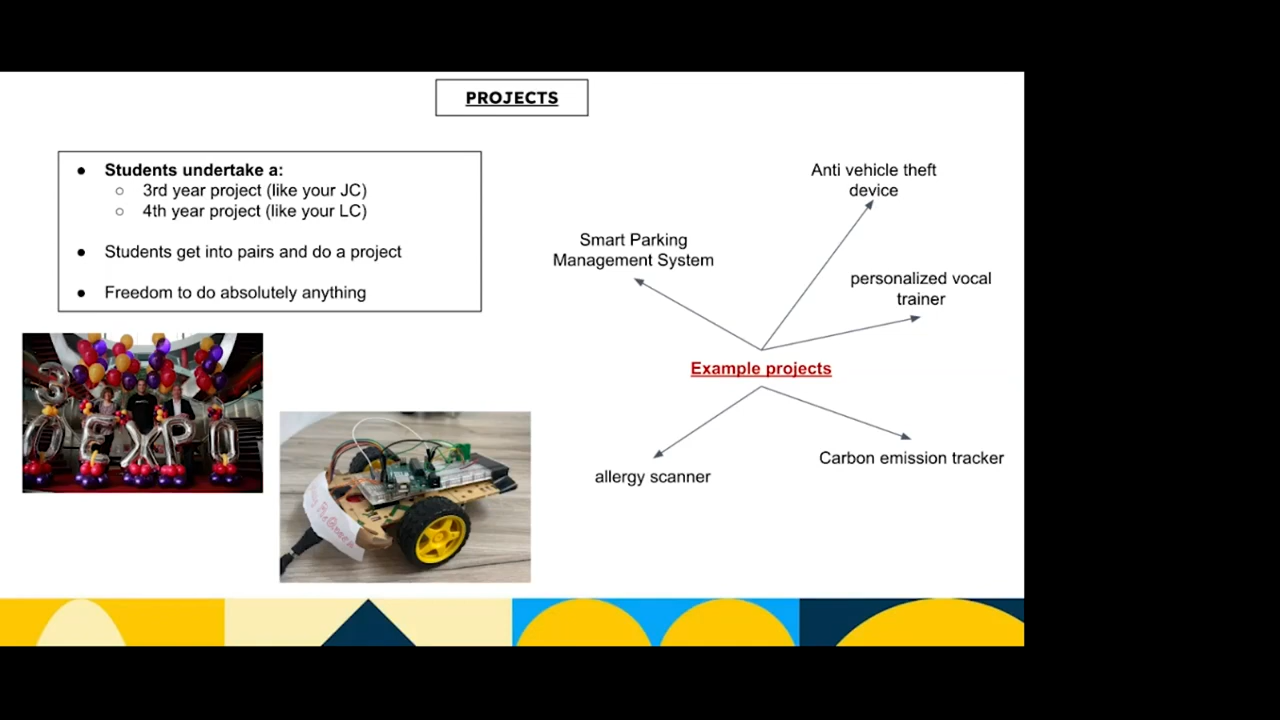 PROJECTS
Students undertake a:
3rd year project (like your JC)
4th year project (like your LC)
Students get into pairs and do a project
Freedom to do absolutely anything
Anti vehicle theft
device
Smart Parking
Management System
personalized vocal
trainer
Example projects
allergy scanner
Carbon emission tracker
3
EXPO